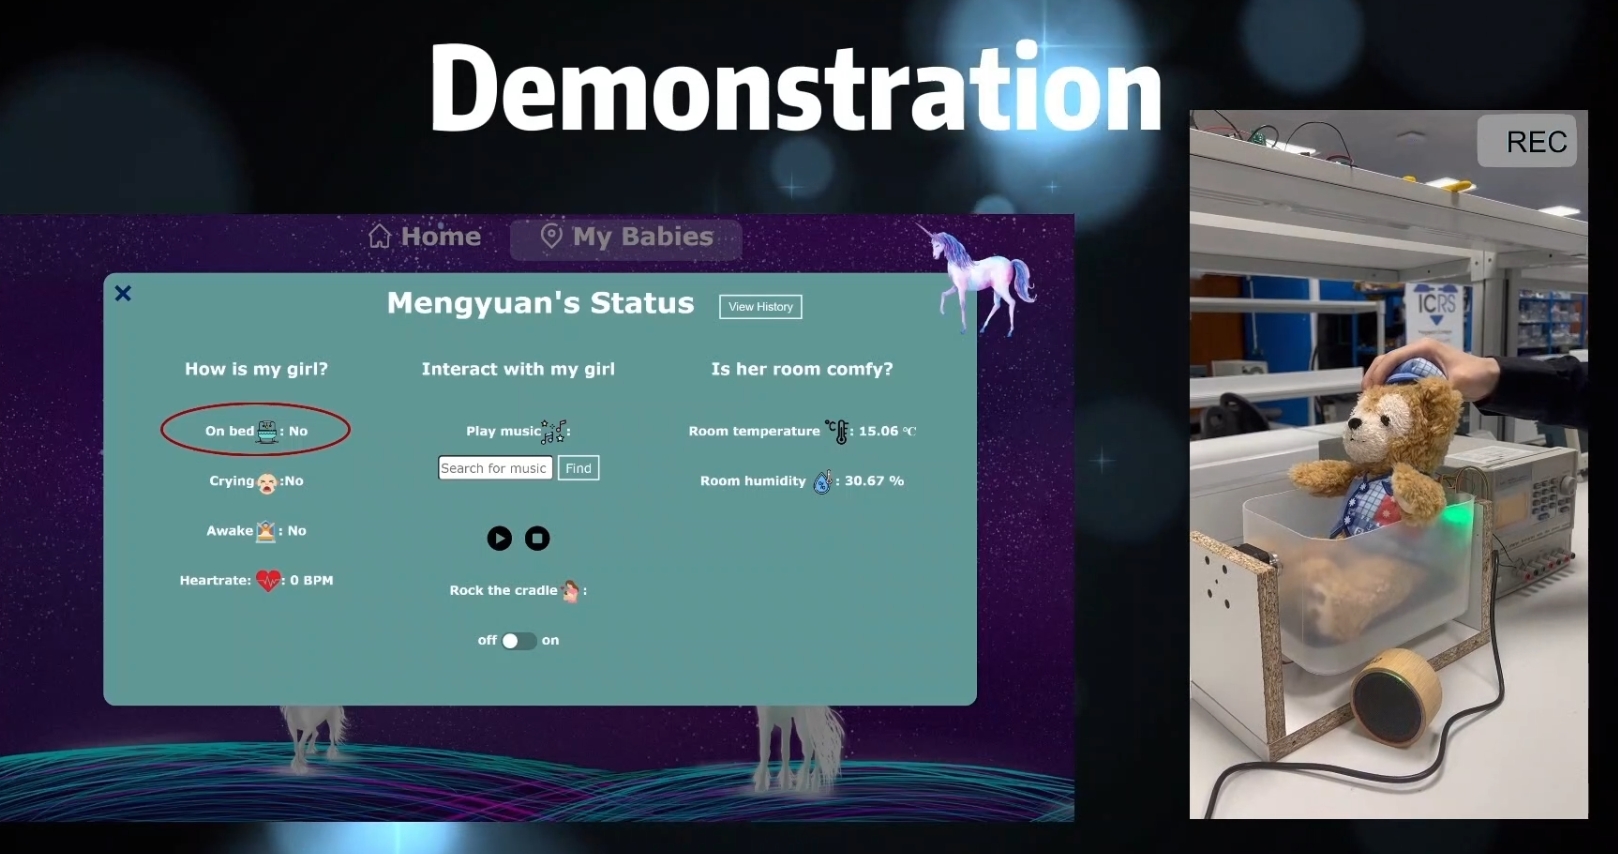 Demonstration
REC
Home
My Babies
Mengyuan's Status
View History
How is my girl?
On bed : No
Crying :No
Awake : No
Heartrate: : 0 BPM
Interact with my girl
Play music :
Search for music
Find
Rock the cradle :
off on
Is her room comfy?
Room temperature °C : 15.06 °C
Room humidity % : 30.67 %
ICRS